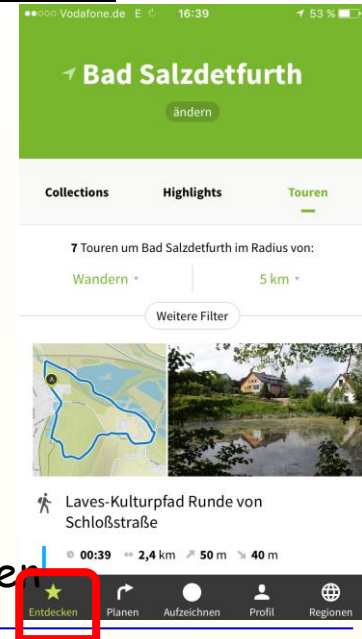 Vodafone.de E 16:39 53 %
Bad Salzdetfurth
ändern
Collections Highlights Touren
7 Touren um Bad Salzdetfurth im Radius von:
Wandern 5 km
Weitere Filter
A
Laves-Kulturpfad Runde von
Schloßstraße
00:39 2,4 km 50 m 40 m
en
Entdecken Planen Aufzeichnen Profil Regionen